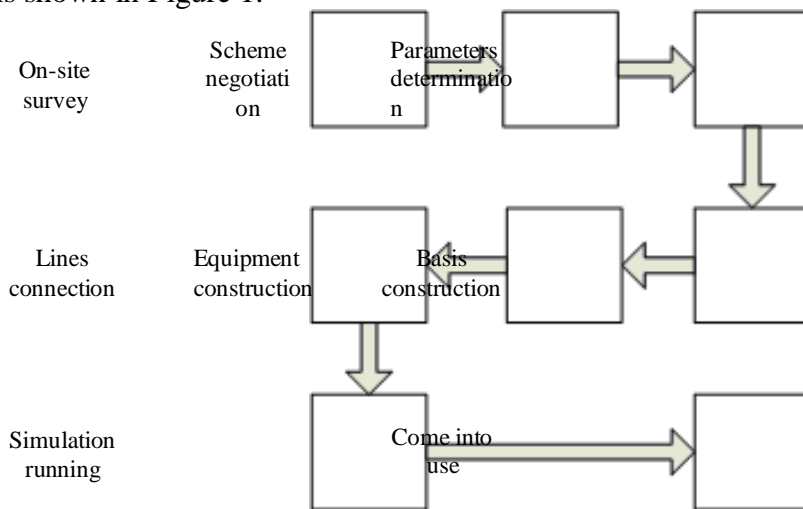 is shown in Figure 1.
On-site
survey
Scheme
negotiati
on
Parameters
determinatio
n
Lines
connection
Equipment
construction
Basis
construction
Simulation
running
Come into
use